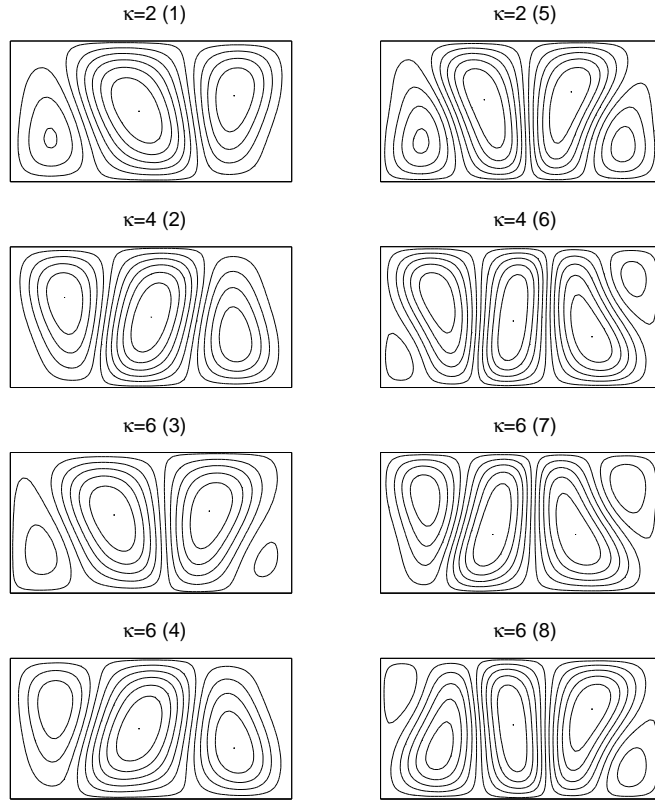 κ=2 (1)
κ=2 (5)
κ=4 (2)
κ=4 (6)
κ=6 (3)
κ=6 (7)
κ=6 (4)
κ=6 (8)